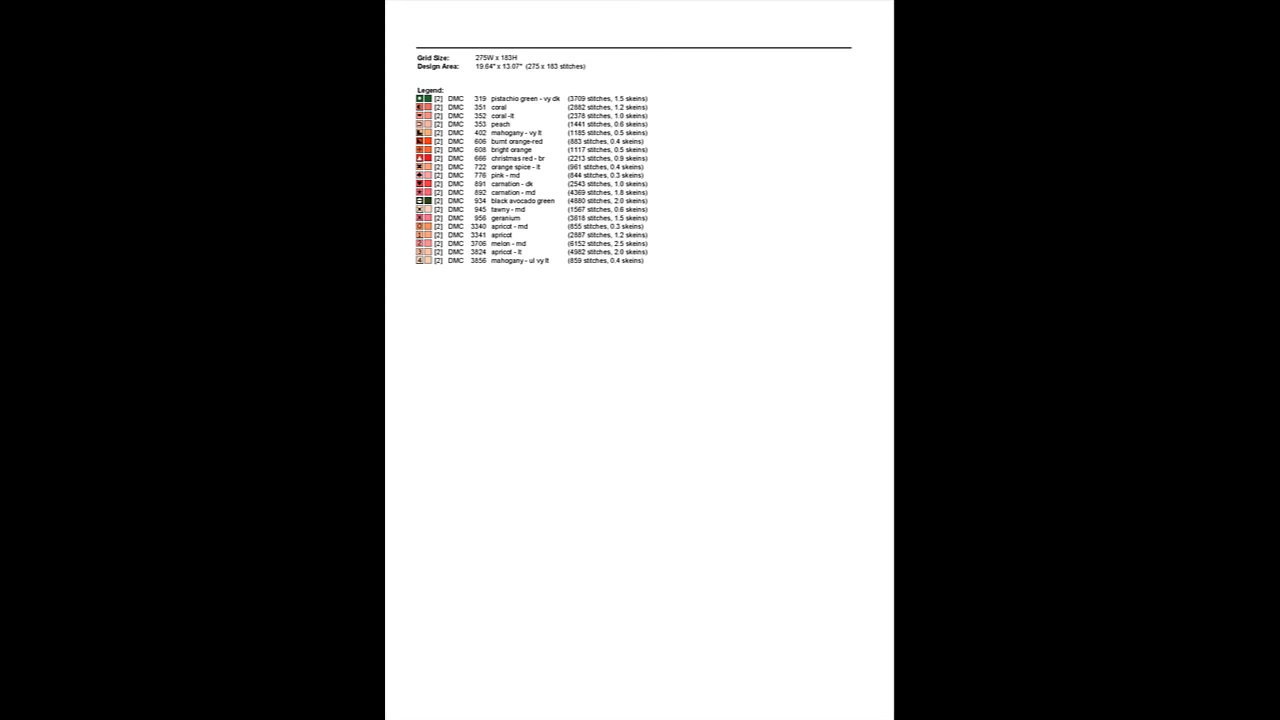 Grid Size: 275W x 183H
Design Area: 19.64" x 13.07" (275 x 183 stitches)
Legend:
[2] DMC 319 pistachio green - vy dk (3709 stitches, 1.5 skeins)
[2] DMC 351 coral (2882 stitches, 1.2 skeins)
[2] DMC 352 coral -lt (2378 stitches, 1.0 skeins)
[2] DMC 353 peach (1441 stitches, 0.6 skeins)
[2] DMC 402 mahogany - vy lt (1185 stitches, 0.5 skeins)
[2] DMC 606 burnt orange-red (883 stitches, 0.4 skeins)
[2] DMC 608 bright orange (1117 stitches, 0.5 skeins)
[2] DMC 666 christmas red - br (2213 stitches, 0.9 skeins)
[2] DMC 722 orange spice - lt (961 stitches, 0.4 skeins)
[2] DMC 776 pink - md (844 stitches, 0.3 skeins)
[2] DMC 891 carnation - dk (2543 stitches, 1.0 skeins)
[2] DMC 892 carnation - md (4369 stitches, 1.8 skeins)
[2] DMC 934 black avocado green (4880 stitches, 2.0 skeins)
[2] DMC 945 tawny - md (1567 stitches, 0.6 skeins)
[2] DMC 956 geranium (3618 stitches, 1.5 skeins)
[2] DMC 3340 apricot - md (855 stitches, 0.3 skeins)
[2] DMC 3341 apricot (2887 stitches, 1.2 skeins)
[2] DMC 3706 melon - md (6152 stitches, 2.5 skeins)
[2] DMC 3824 apricot - lt (4982 stitches, 2.0 skeins)
[2] DMC 3856 mahogany - ul vy lt (859 stitches, 0.4 skeins)